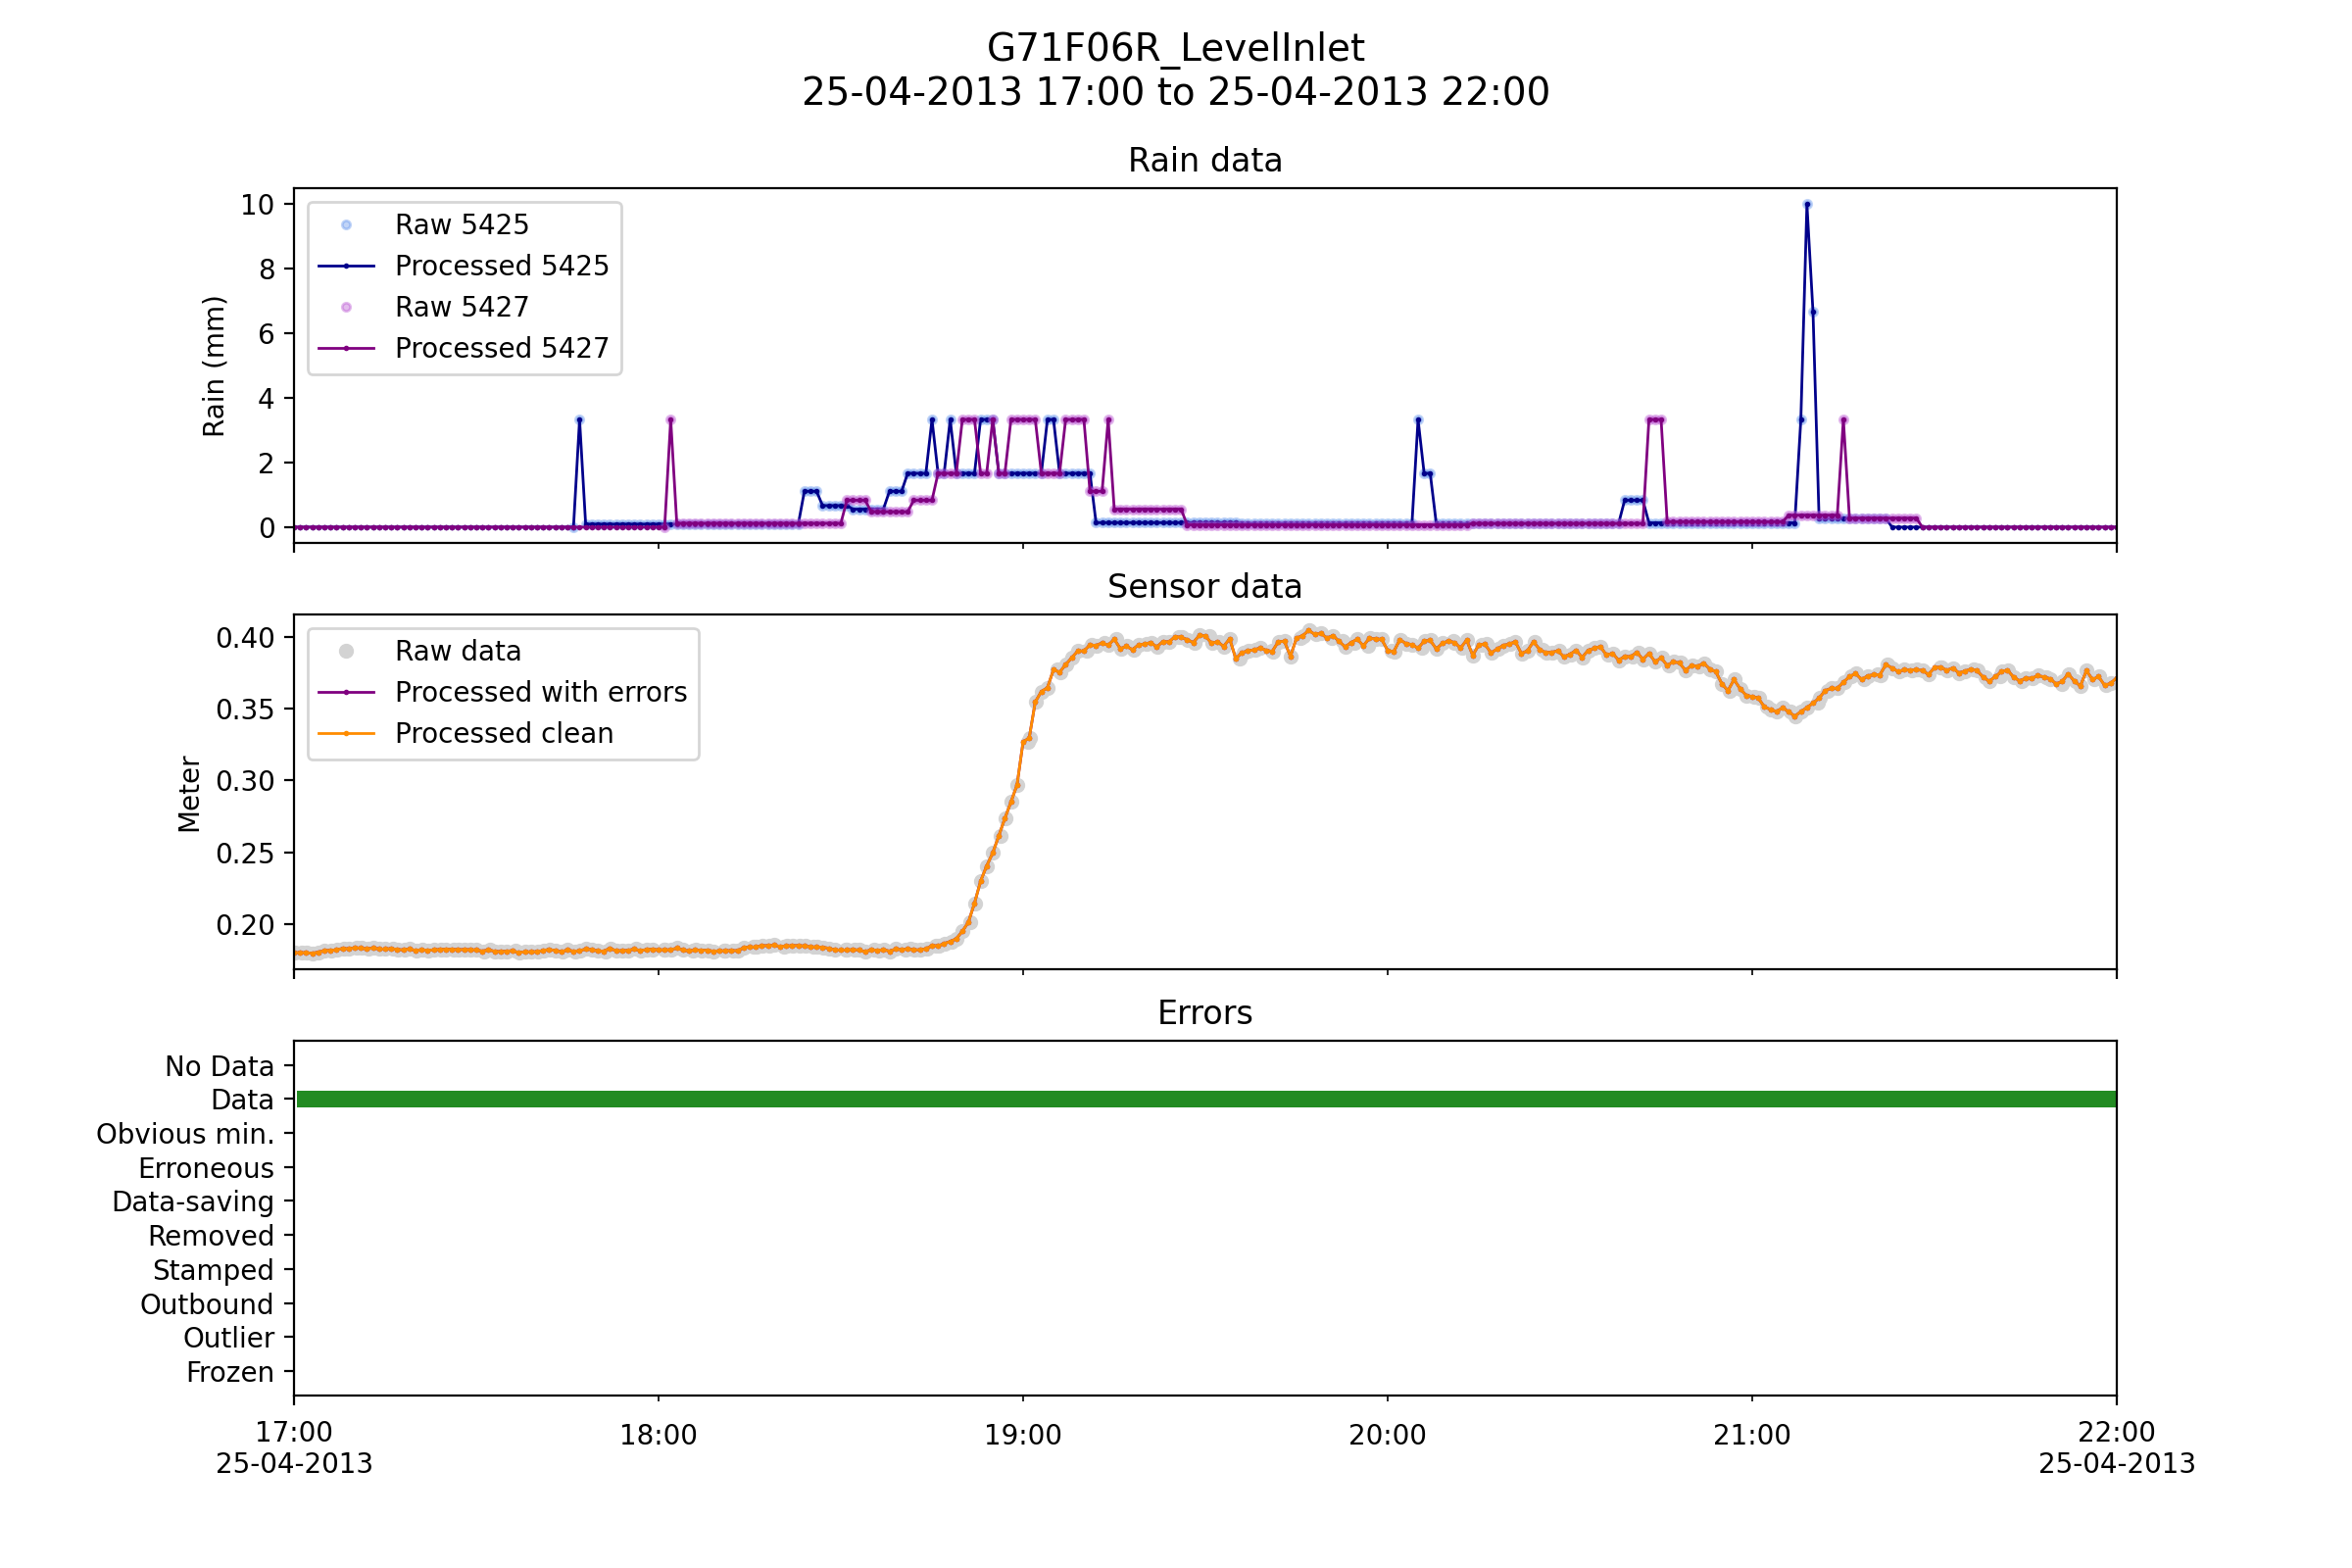 G71F06R_LevelInlet
25-04-2013 17:00 to 25-04-2013 22:00
Rain data
10
8
6
4
2
0
Rain (mm)
Raw 5425
Processed 5425
Raw 5427
Processed 5427
Sensor data
0.40
0.35
0.30
0.25
0.20
Meter
Raw data
Processed with errors
Processed clean
Errors
No Data
Data
Obvious min.
Erroneous
Data-saving
Removed
Stamped
Outbound
Outlier
Frozen
17:00
25-04-2013
18:00
19:00
20:00
21:00
22:00
25-04-2013